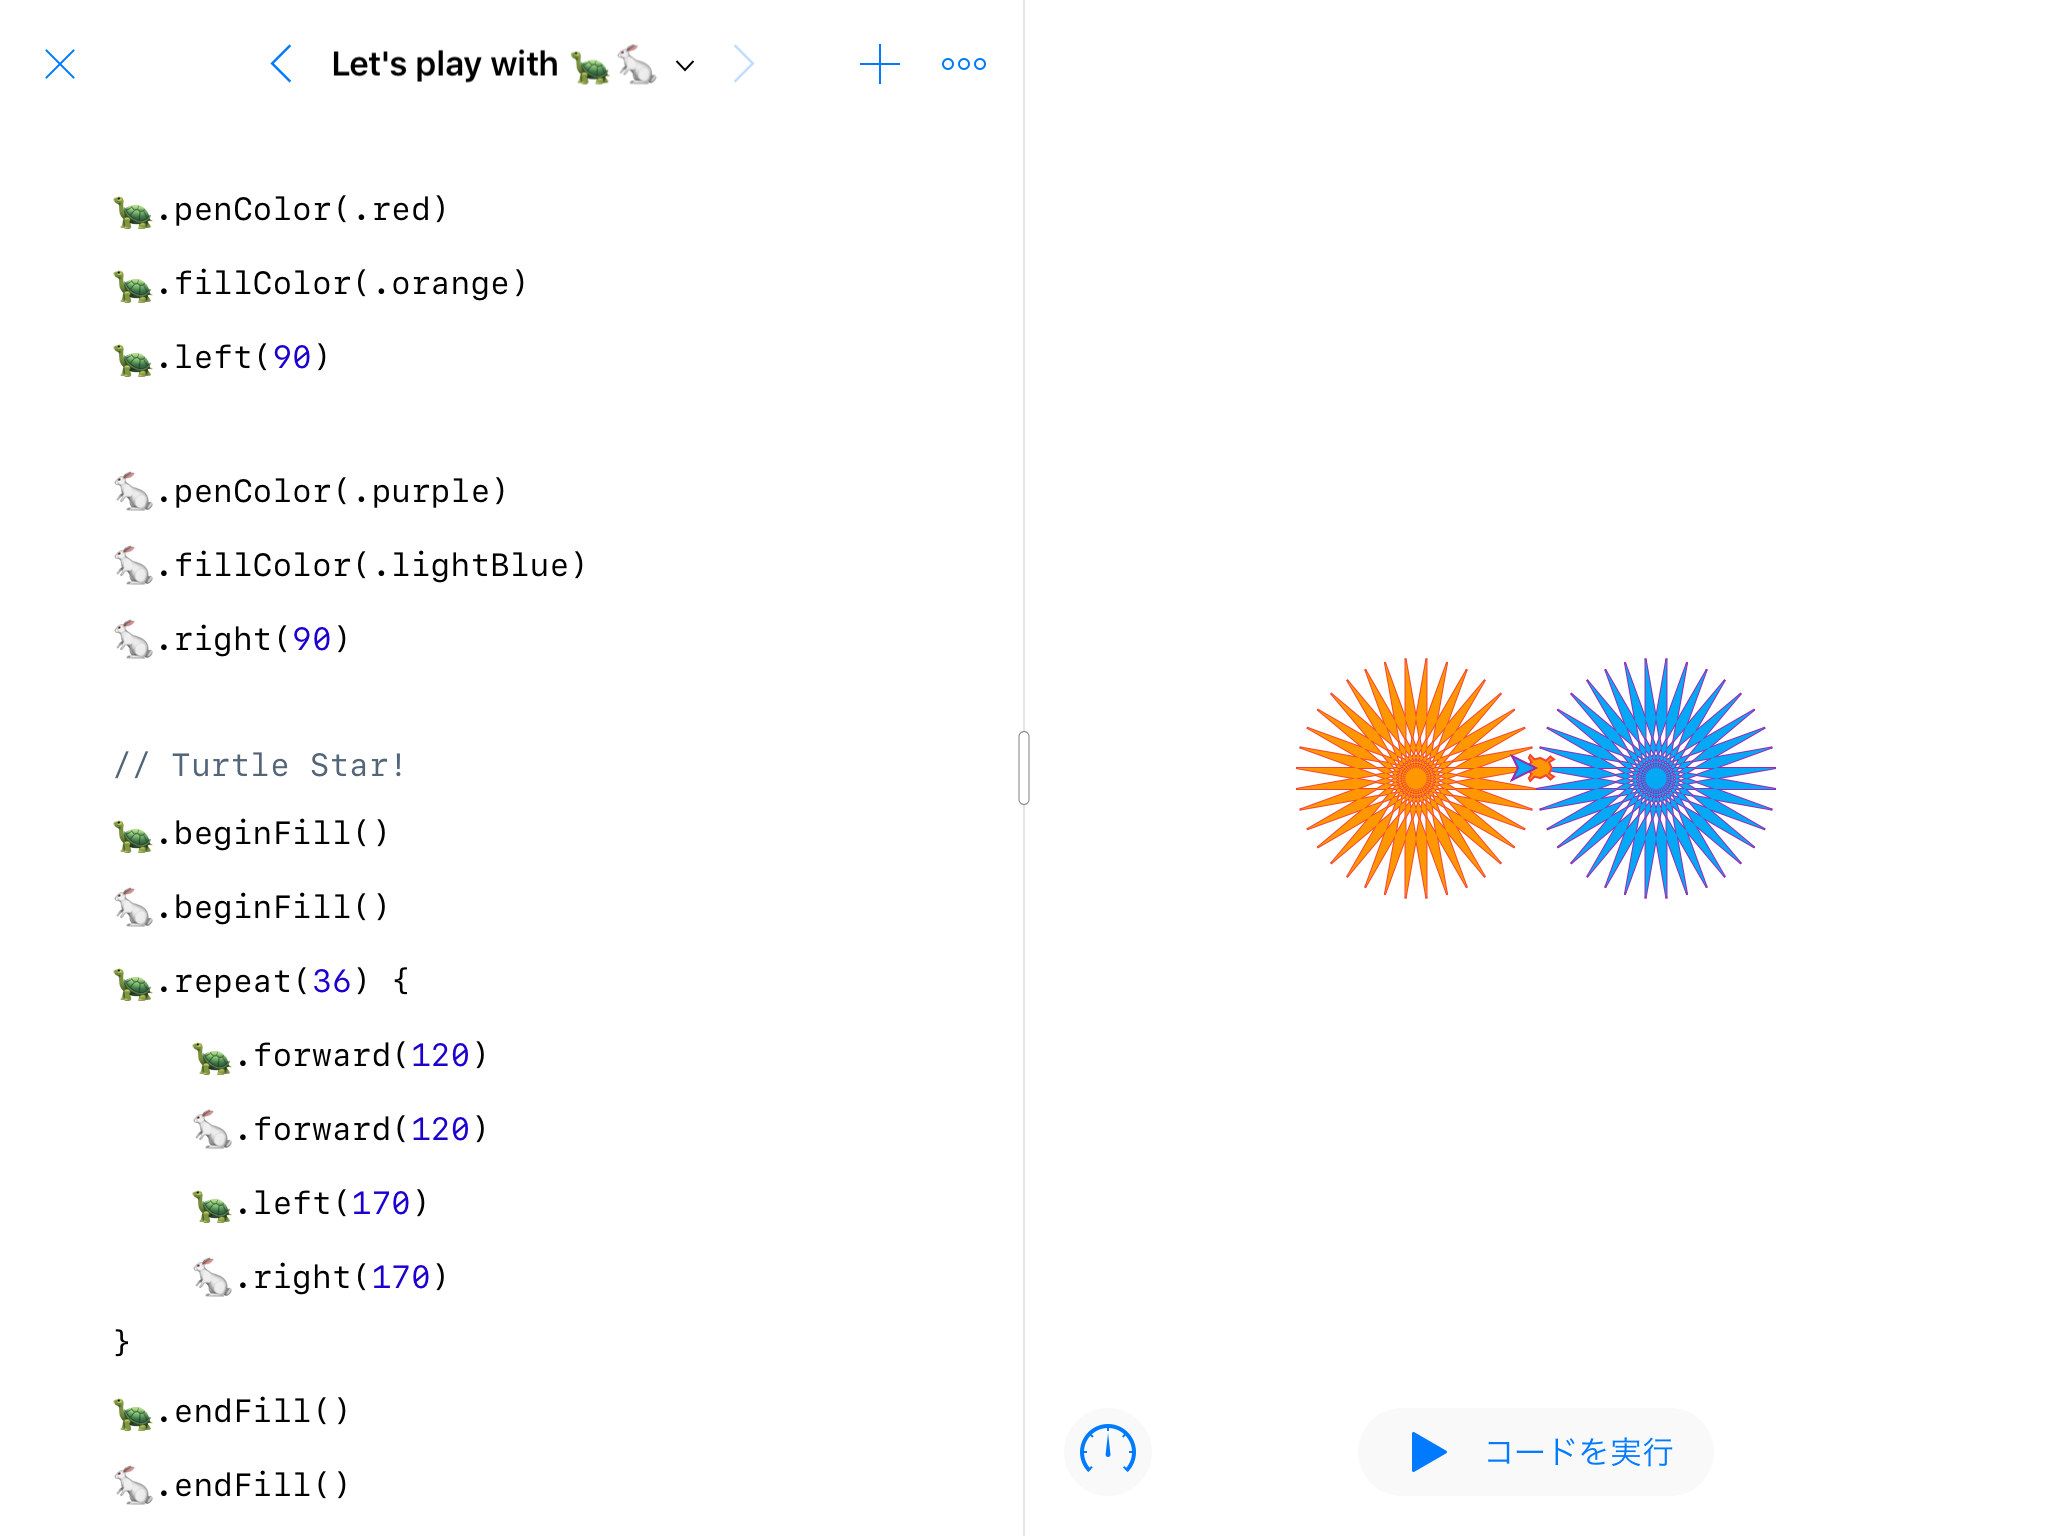 Let's play with 🐢🐇
🐢.penColor(.red)
🐢.fillColor(.orange)
🐢.left(90)
🐇.penColor(.purple)
🐇.fillColor(.lightBlue)
🐇.right(90)
// Turtle Star!
🐢.beginFill()
🐇.beginFill()
🐢.repeat(36) {
🐢.forward(120)
🐇.forward(120)
🐢.left(170)
🐇.right(170)
}
🐢.endFill()
🐇.endFill()
コードを実行